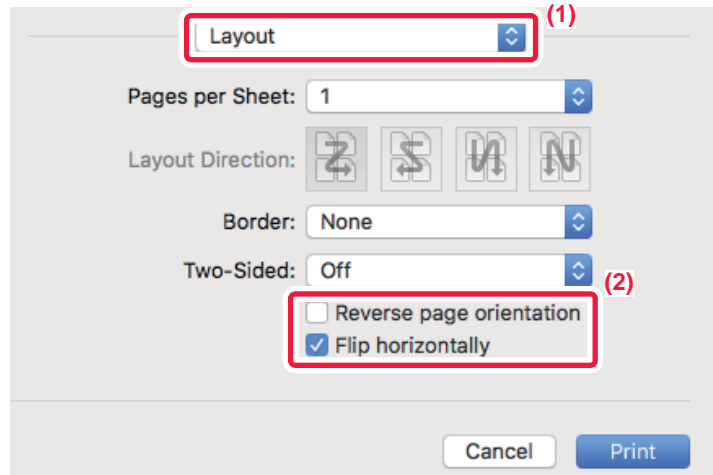 (1)
Layout
Pages per Sheet: 1
Layout Direction:
Border: None
Two-Sided: Off
(2)
Reverse page orientation
Flip horizontally
Cancel Print